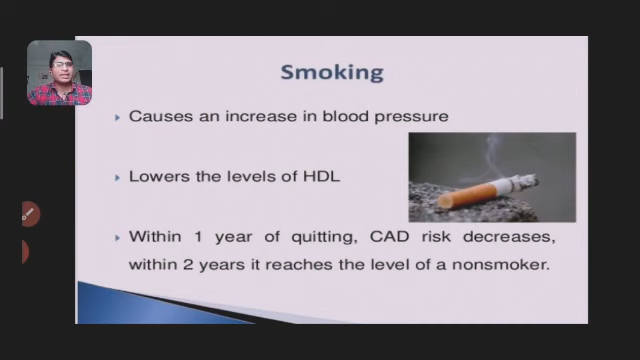 Smoking
Causes an increase in blood pressure
Lowers the levels of HDL
Within 1 year of quitting, CAD risk decreases,
within 2 years it reaches the level of a nonsmoker.